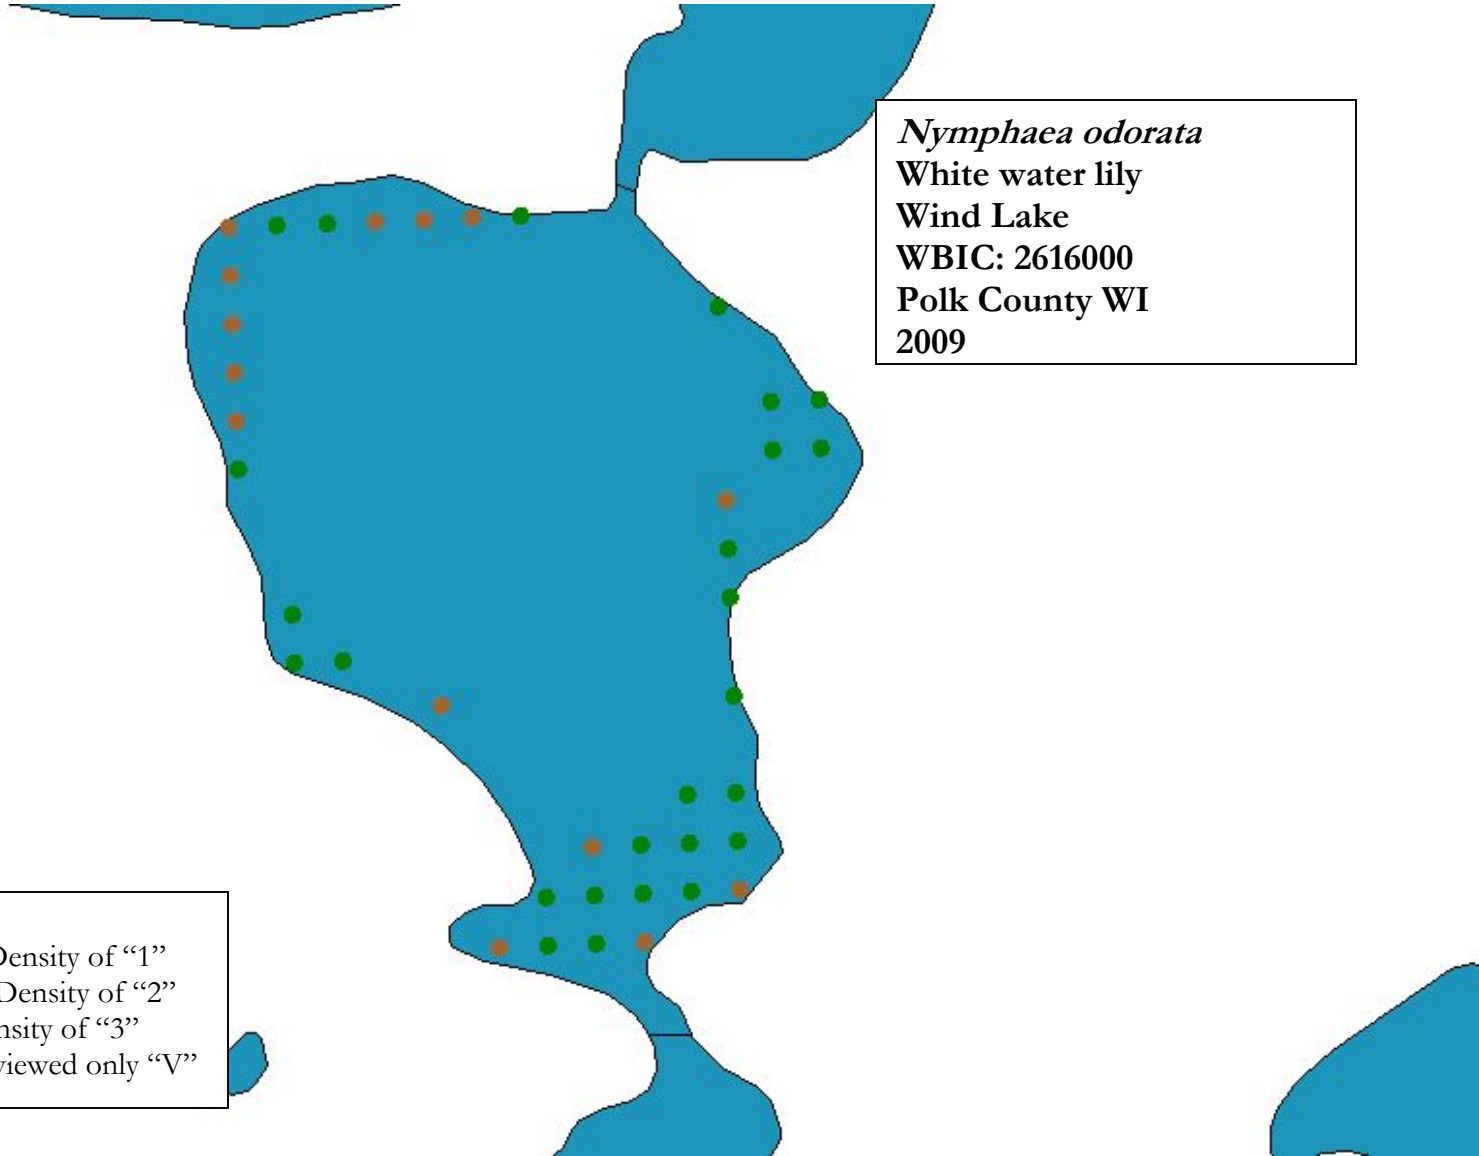 Nymphaea odorata
White water lily
Wind Lake
WBIC: 2616000
Polk County WI
2009
Density of “1”
Density of “2”
of “3”
viewed only “V”